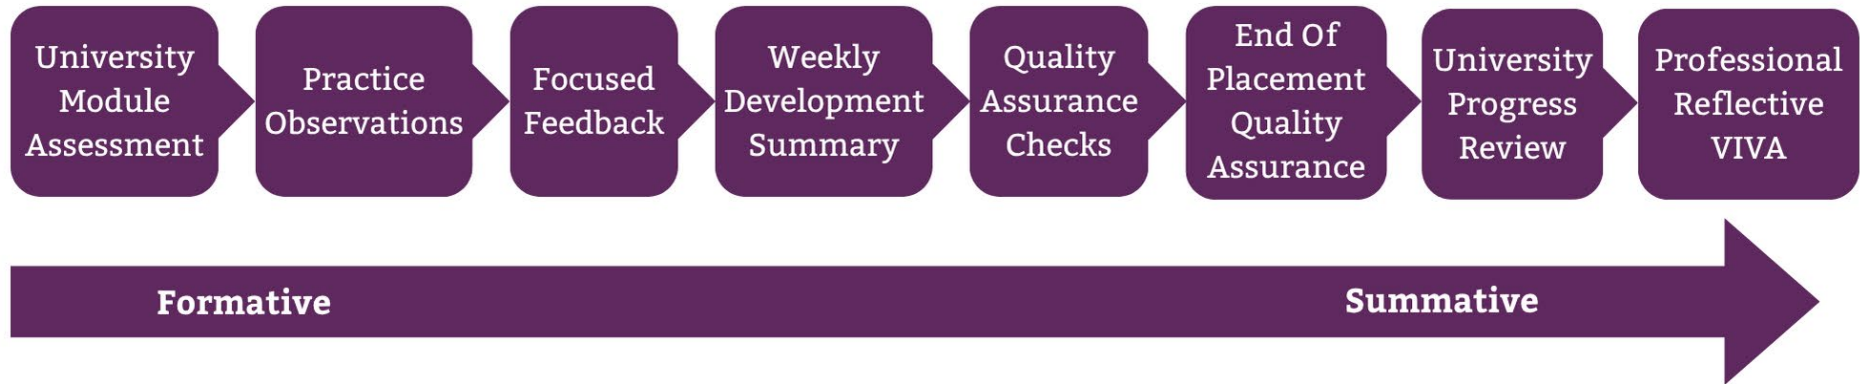 University
Module
Assessment
Practice
Observations
Focused
Feedback
Weekly
Development
Summary
Quality
Assurance
Checks
End Of
Placement
Quality
Assurance
University
Progress
Review
Professional
Reflective
VIVA
Formative
Summative